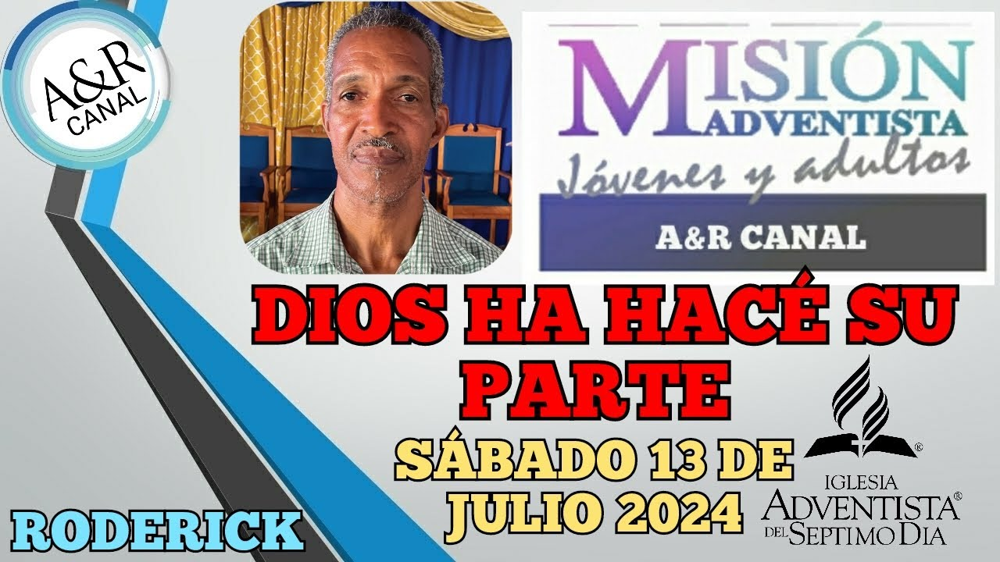 A&R
CANAL
MISIÓN
ADVENTISTA
Jóvenes y adultos
A&R CANAL
DIOS HA HACÉ SU
PARTE
SÁBADO 13 DE
JULIO 2024
IGLESIA
ADVENTISTA®
DEL SEPTIMO DIA
RODERICK